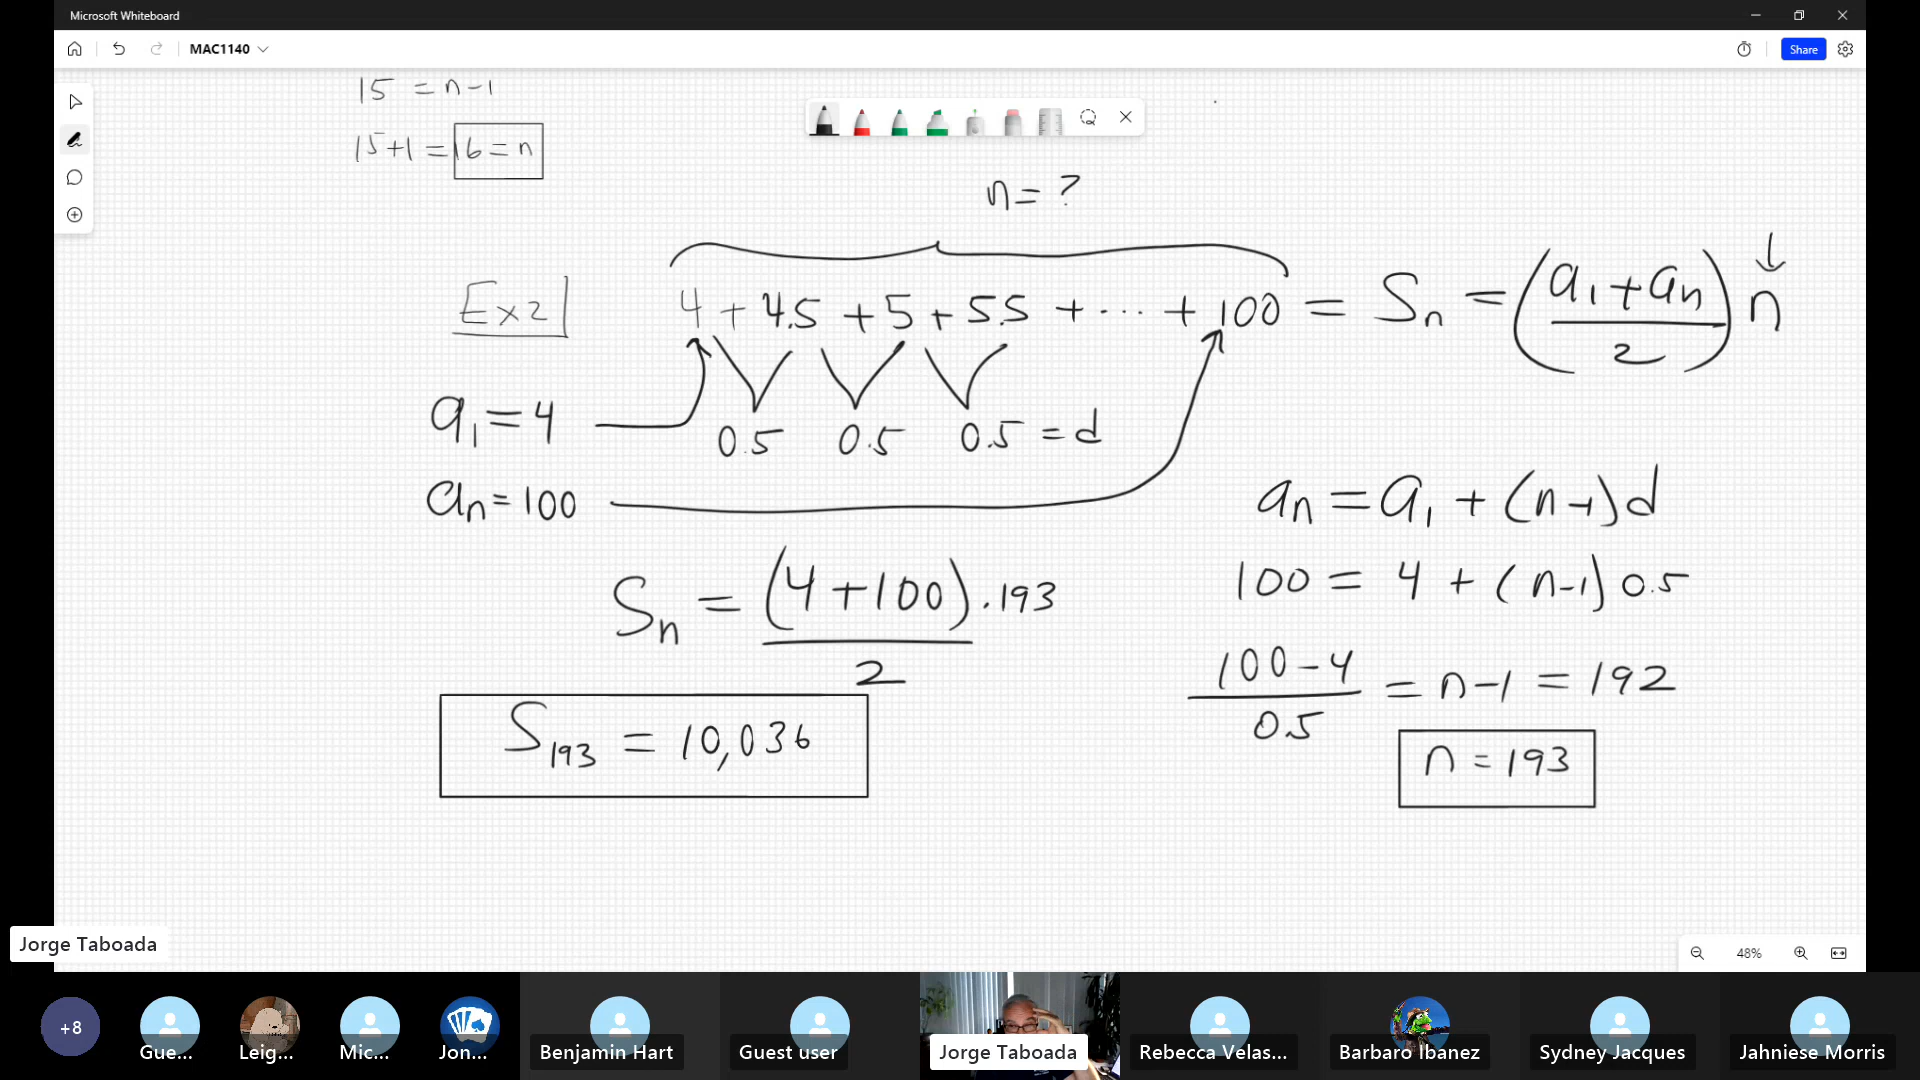 Microsoft Whiteboard
MAC1140
Share
15 = n-1
15+1 = 16 = n
n = ?
Ex2
4 + 4.5 + 5 + 5.5 + ... + 100 = Sn = (a1 + an / 2) n
a1 = 4
0.5 0.5 0.5 = d
an = 100
an = a1 + (n-1)d
Sn = (4+100) / 2 . 193
100 = 4 + (n-1) 0.5
100-4 / 0.5 = n-1 = 192
S193 = 10,036
n = 193
Jorge Taboada
48%
+8
Gue...
Leig...
Mic...
Jon...
Benjamin Hart
Guest user
Jorge Taboada
Rebecca Velas...
Barbaro Ibanez
Sydney Jacques
Jahniese Morris